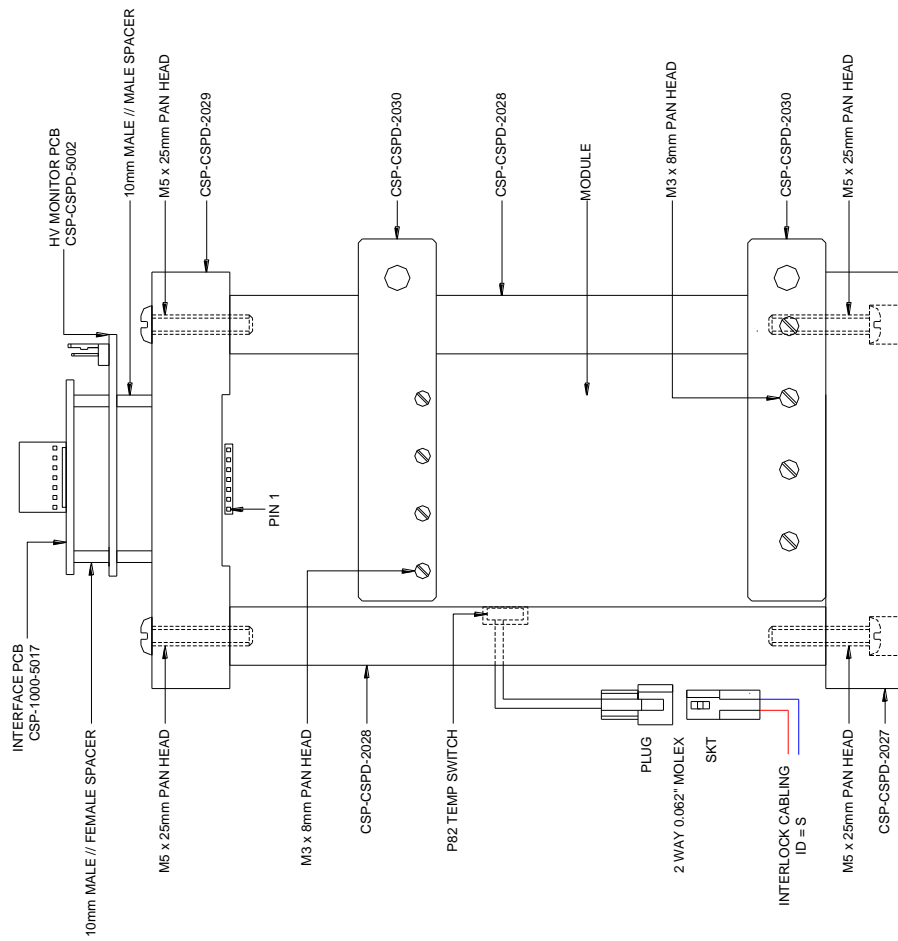 INTERFACE PCB
CSP-1000-5017
10mm MALE // FEMALE SPACER
M5 x 25mm PAN HEAD
M3 x 8mm PAN HEAD
CSP-CSPD-2028
P82 TEMP SWITCH
PLUG
2 WAY 0.062" MOLEX
SKT
INTERLOCK CABLING
ID = S
M5 x 25mm PAN HEAD
CSP-CSPD-2027
PIN 1
HV MONITOR PCB
CSP-CSPD-5002
10mm MALE // MALE SPACER
M5 x 25mm PAN HEAD
CSP-CSPD-2029
CSP-CSPD-2030
CSP-CSPD-2028
MODULE
M3 x 8mm PAN HEAD
CSP-CSPD-2030
M5 x 25mm PAN HEAD